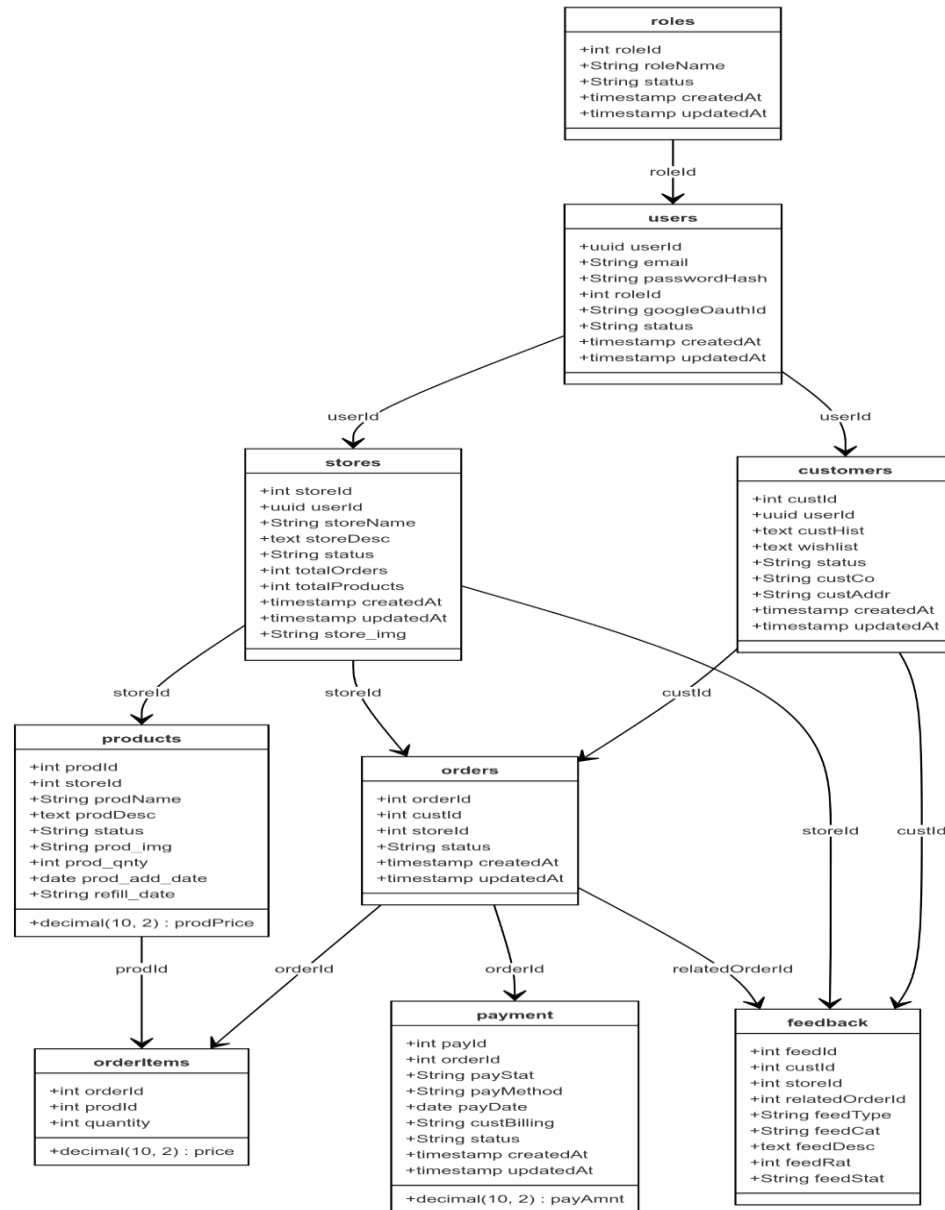 roles
+int roleId
+String roleName
+String status
+timestamp createdAt
+timestamp updatedAt
roleId
users
+uuid userId
+String email
+String passwordHash
+int roleId
+String googleOauthId
+String status
+timestamp createdAt
+timestamp updatedAt
userId
userId
stores
+int storeId
+uuid userId
+String storeName
+text storeDesc
+String status
+int totalOrders
+int totalProducts
+timestamp createdAt
+timestamp updatedAt
+String store_img
customers
+int custId
+uuid userId
+text custHist
+text wishlist
+String status
+String custCo
+String custAddr
+timestamp createdAt
+timestamp updatedAt
storeId
storeId
custId
products
+int prodId
+int storeId
+String prodName
+text prodDesc
+String status
+String prod_img
+int prod_qnty
+date prod_add_date
+String refill_date
+decimal(10, 2) : prodPrice
orders
+int orderId
+int custId
+int storeId
+String status
+timestamp createdAt
+timestamp updatedAt
storeId
custId
prodId
orderId
orderId
relatedOrderId
orderItems
+int orderId
+int prodId
+int quantity
+decimal(10, 2) : price
payment
+int payId
+int orderId
+String payStat
+String payMethod
+date payDate
+String custBilling
+String status
+timestamp createdAt
+timestamp updatedAt
+decimal(10, 2) : payAmnt
feedback
+int feedId
+int custId
+int storeId
+int relatedOrderId
+String feedType
+String feedCat
+text feedDesc
+int feedRat
+String feedStat